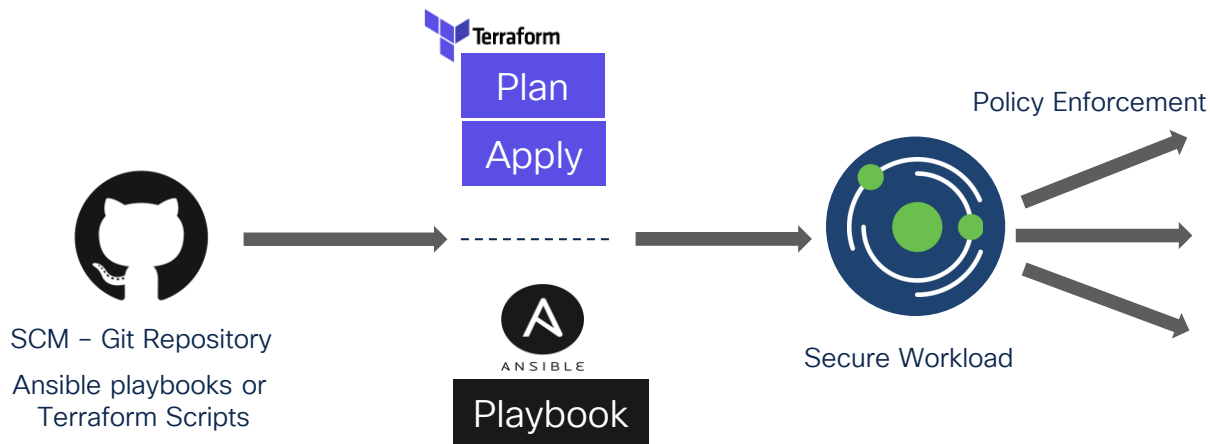 SCM – Git Repository
Ansible playbooks or
Terraform Scripts
Terraform
Plan
Apply
ANSIBLE
Playbook
Secure Workload
Policy Enforcement